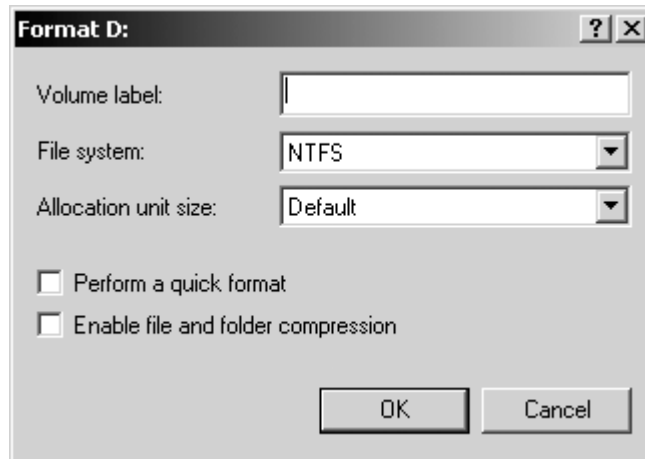 Format D:
Volume label:
File system: NTFS
Allocation unit size: Default
Perform a quick format
Enable file and folder compression
OK Cancel